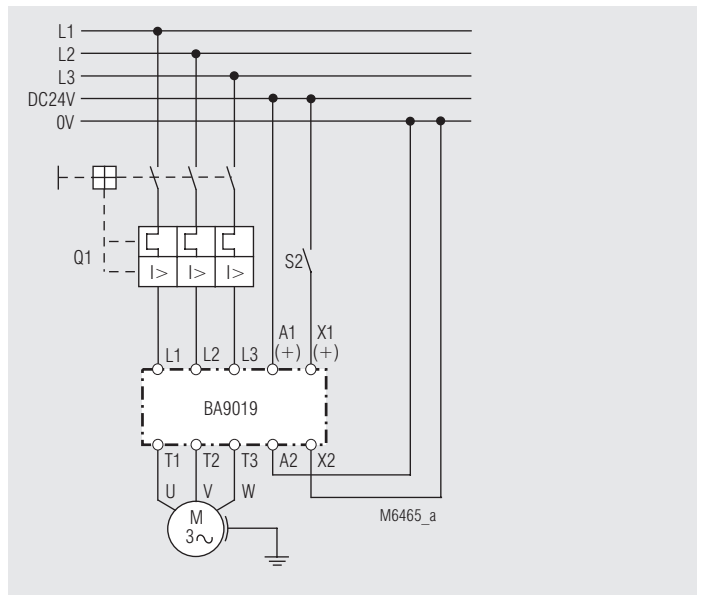 L1
L2
L3
DC24V
0V
Q1
I> I> I>
S2
A1 X1
L1 L2 L3 (+) (+)
BA9019
T1 T2 T3 A2 X2
U V W
M
3~
M6465_a